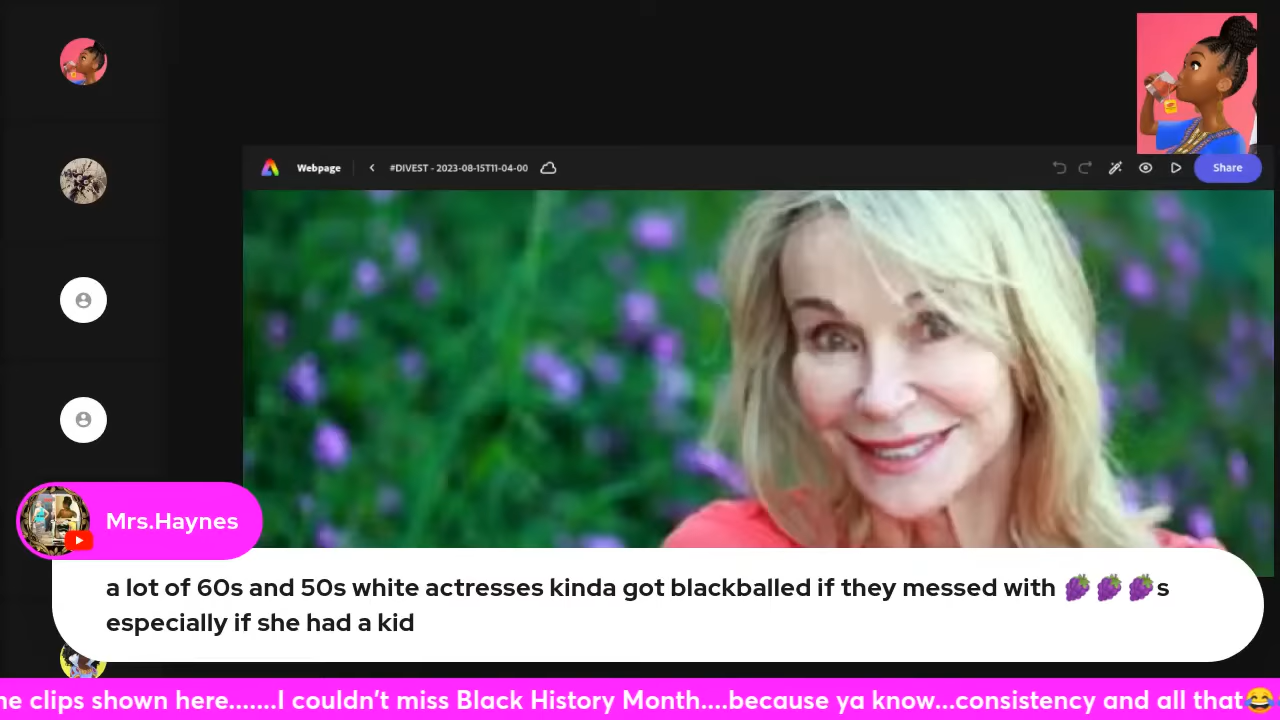 Webpage
#DIVEST - 2023-08-15T11-04-00
Share
Mrs.Haynes
a lot of 60s and 50s white actresses kinda got blackballed if they messed with 🍇🍇🍇s
especially if she had a kid
he clips shown here.......I couldn't miss Black History Month....because ya know...consistency and all that😂